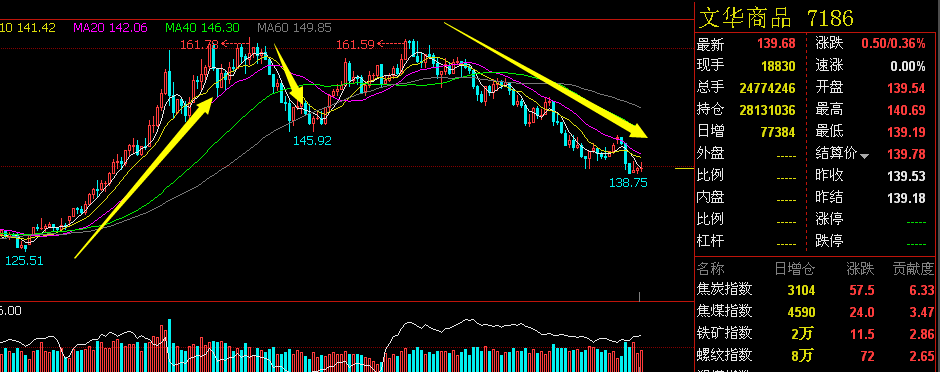 10 141.42 MA20 142.06 MA40 146.30 MA60 149.85
161.78 161.59
145.92
138.75
125.51
6.00
文华商品 7186
最新 139.68 涨跌 0.50/0.36%
现手 18830 速涨 0.00%
总手 24774246 开盘 139.54
持仓 28131036 最高 140.69
日增 77384 最低 139.19
外盘 ----- 结算价 139.78
比例 ----- 昨收 139.53
内盘 ----- 昨结 139.18
比例 ----- 涨停 -----
杠杆 ----- 跌停 -----
名称 日增仓 涨跌 贡献度
焦炭指数 3104 57.5 6.33
焦煤指数 4590 24.0 3.47
铁矿指数 2万 11.5 2.86
螺纹指数 8万 72 2.65